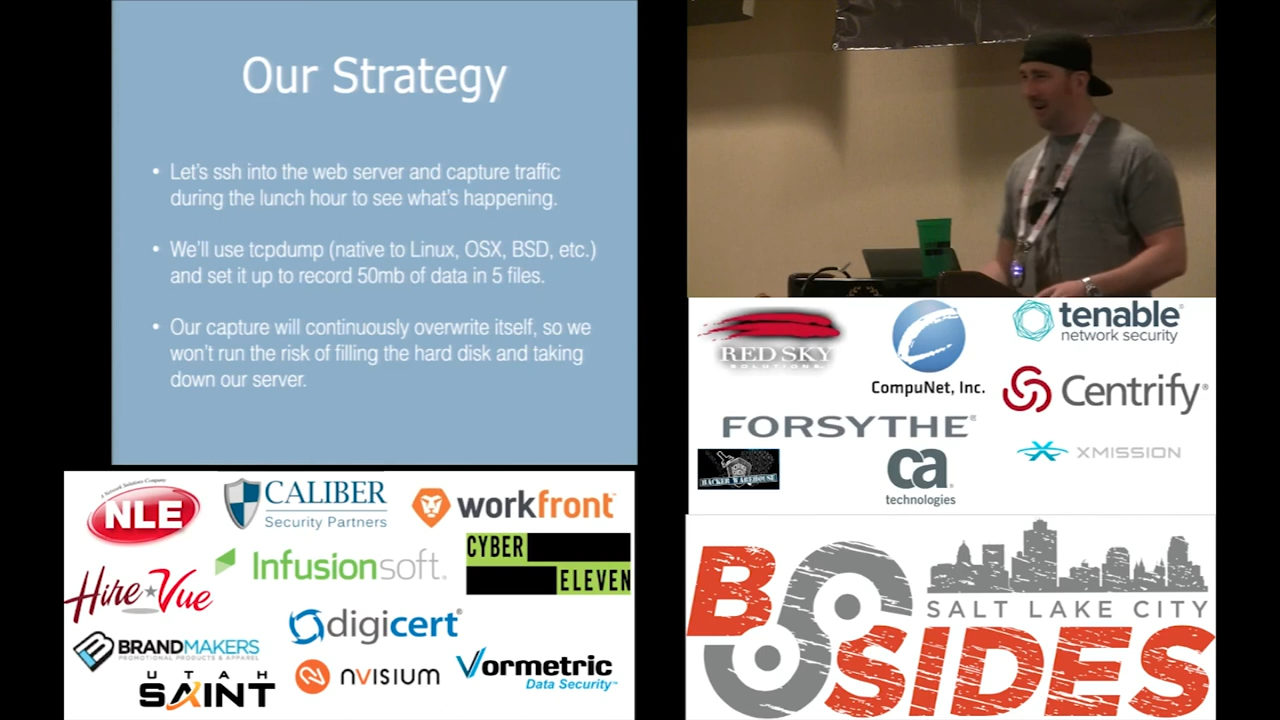 Our Strategy
• Let's ssh into the web server and capture traffic
during the lunch hour to see what's happening.
• We'll use tcpdump (native to Linux, OSX, BSD, etc.)
and set it up to record 50mb of data in 5 files.
• Our capture will continuously overwrite itself, so we
won't run the risk of filling the hard disk and taking
down our server.
RED SKY
SOLUTIONS
CompuNet, Inc.
tenable
network security
Centrify
FORSYTHE
XMISSION
HACKER WAREHOUSE
ca
technologies
A Network Solutions Company
NLE
CALIBER
Security Partners
workfront
Infusionsoft.
CYBER
ELEVEN
HireVue
digicert
BRANDMAKERS
PROMOTIONAL PRODUCTS & APPAREL
UTAH
SAINT
nVISIUM
Vormetric
Data Security
BSIDES
SALT LAKE CITY